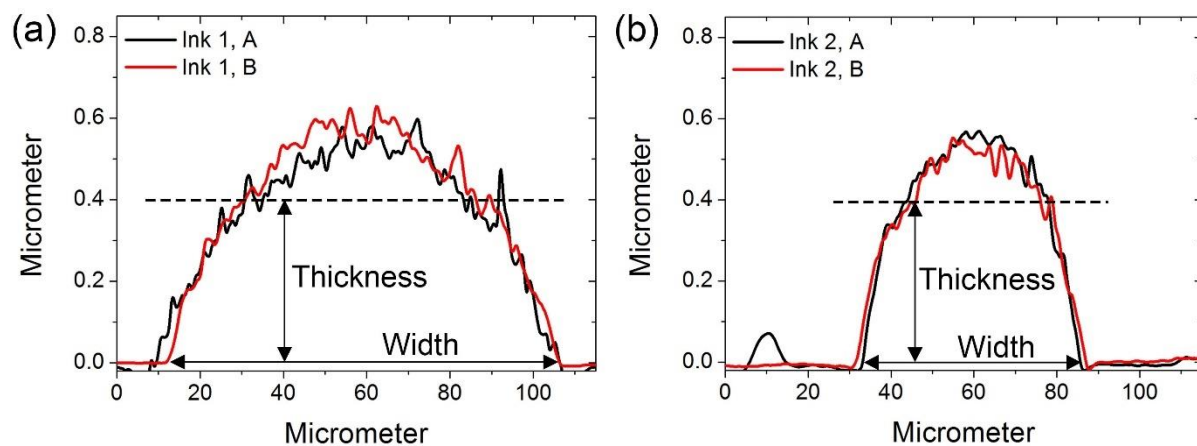 (a)
Ink 1, A
Ink 1, B
Micrometer
0.8
0.6
0.4
0.2
0.0
Thickness
Width
0 20 40 60 80 100
Micrometer
(b)
Ink 2, A
Ink 2, B
Micrometer
0.8
0.6
0.4
0.2
0.0
Thickness
Width
0 20 40 60 80 100
Micrometer